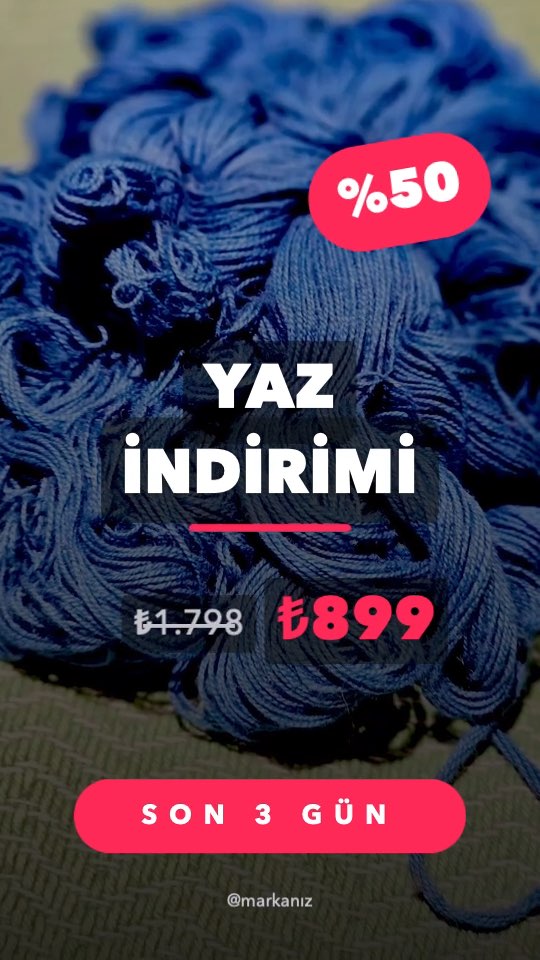 %50
YAZ
İNDİRİMİ
₺1.798 ₺899
SON 3 GÜN
@markanız